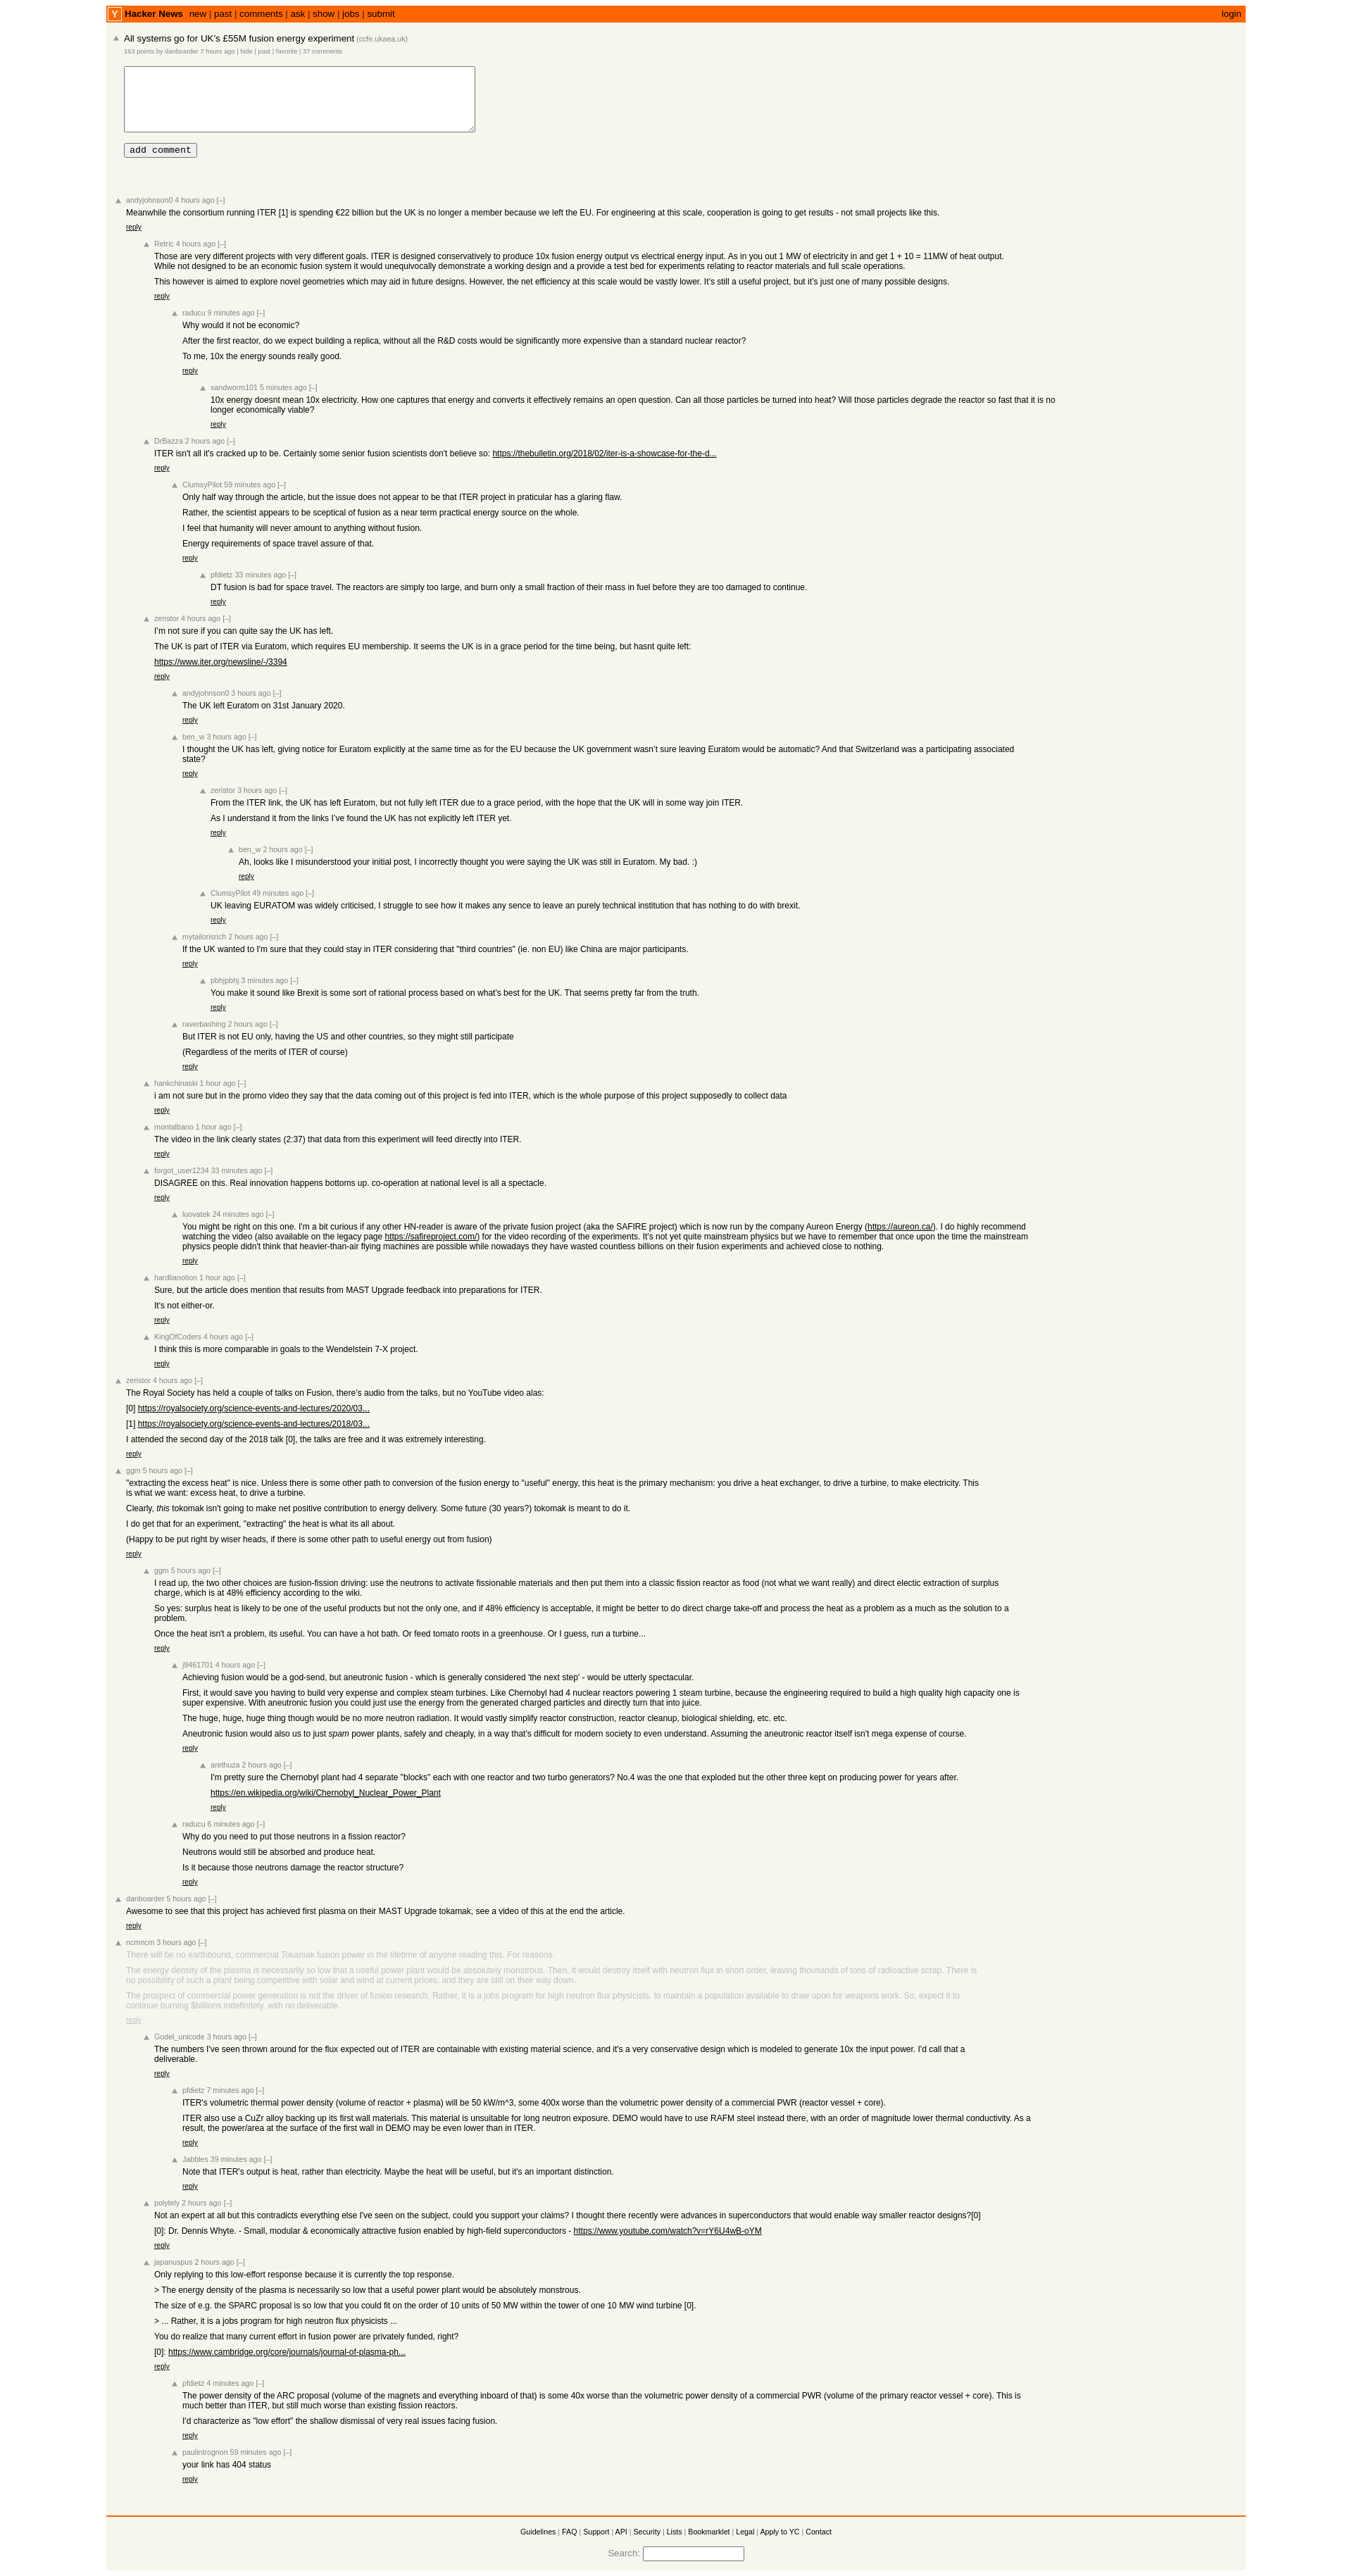 Y Hacker News new | past | comments | ask | show | jobs | submit login
All systems go for UK's £55M fusion energy experiment (ccfe.ukaea.uk)
163 points by danboarder 7 hours ago | hide | past | favorite | 37 comments
add comment
andyjohnson0 4 hours ago [–]
Meanwhile the consortium running ITER [1] is spending €22 billion but the UK is no longer a member because we left the EU. For engineering at this scale, cooperation is going to get results - not small projects like this.
reply
Retric 4 hours ago [–]
Those are very different projects with very different goals. ITER is designed conservatively to produce 10x fusion energy output vs electrical energy input. As in you out 1 MW of electricity in and get 1 + 10 = 11MW of heat output.
While not designed to be an economic fusion system it would unequivocally demonstrate a working design and a provide a test bed for experiments relating to reactor materials and full scale operations.
This however is aimed to explore novel geometries which may aid in future designs. However, the net efficiency at this scale would be vastly lower. It's still a useful project, but it's just one of many possible designs.
reply
raducu 9 minutes ago [–]
Why would it not be economic?
After the first reactor, do we expect building a replica, without all the R&D costs would be significantly more expensive than a standard nuclear reactor?
To me, 10x the energy sounds really good.
reply
sandworm101 5 minutes ago [–]
10x energy doesnt mean 10x electricity. How one captures that energy and converts it effectively remains an open question. Can all those particles be turned into heat? Will those particles degrade the reactor so fast that it is no
longer economically viable?
reply
DrBazza 2 hours ago [–]
ITER isn't all it's cracked up to be. Certainly some senior fusion scientists don't believe so: https://thebulletin.org/2018/02/iter-is-a-showcase-for-the-d...
reply
ClumsyPilot 59 minutes ago [–]
Only half way through the article, but the issue does not appear to be that ITER project in praticular has a glaring flaw.
Rather, the scientist appears to be sceptical of fusion as a near term practical energy source on the whole.
I feel that humanity will never amount to anything without fusion.
Energy requirements of space travel assure of that.
reply
pfdietz 33 minutes ago [–]
DT fusion is bad for space travel. The reactors are simply too large, and burn only a small fraction of their mass in fuel before they are too damaged to continue.
reply
zeristor 4 hours ago [–]
I'm not sure if you can quite say the UK has left.
The UK is part of ITER via Euratom, which requires EU membership. It seems the UK is in a grace period for the time being, but hasnt quite left:
https://www.iter.org/newsline/-/3394
reply
andyjohnson0 3 hours ago [–]
The UK left Euratom on 31st January 2020.
reply
ben_w 3 hours ago [–]
I thought the UK has left, giving notice for Euratom explicitly at the same time as for the EU because the UK government wasn't sure leaving Euratom would be automatic? And that Switzerland was a participating associated
state?
reply
zeristor 3 hours ago [–]
From the ITER link, the UK has left Euratom, but not fully left ITER due to a grace period, with the hope that the UK will in some way join ITER.
As I understand it from the links I've found the UK has not explicitly left ITER yet.
reply
ben_w 2 hours ago [–]
Ah, looks like I misunderstood your initial post, I incorrectly thought you were saying the UK was still in Euratom. My bad. :)
reply
ClumsyPilot 49 minutes ago [–]
UK leaving EURATOM was widely criticised, I struggle to see how it makes any sence to leave an purely technical institution that has nothing to do with brexit.
reply
mytailorisrich 2 hours ago [–]
If the UK wanted to I'm sure that they could stay in ITER considering that "third countries" (ie. non EU) like China are major participants.
reply
pbhjpbhj 3 minutes ago [–]
You make it sound like Brexit is some sort of rational process based on what's best for the UK. That seems pretty far from the truth.
reply
raverbashing 2 hours ago [–]
But ITER is not EU only, having the US and other countries, so they might still participate
(Regardless of the merits of ITER of course)
reply
hankchinaski 1 hour ago [–]
i am not sure but in the promo video they say that the data coming out of this project is fed into ITER, which is the whole purpose of this project supposedly to collect data
reply
montalbano 1 hour ago [–]
The video in the link clearly states (2:37) that data from this experiment will feed directly into ITER.
reply
forgot_user1234 33 minutes ago [–]
DISAGREE on this. Real innovation happens bottoms up. co-operation at national level is all a spectacle.
reply
luovatek 24 minutes ago [–]
You might be right on this one. I'm a bit curious if any other HN-reader is aware of the private fusion project (aka the SAFIRE project) which is now run by the company Aureon Energy (https://aureon.ca/). I do highly recommend
watching the video (also available on the legacy page https://safireproject.com/) for the video recording of the experiments. It's not yet quite mainstream physics but we have to remember that once upon the time the mainstream
physics people didn't think that heavier-than-air flying machines are possible while nowadays they have wasted countless billions on their fusion experiments and achieved close to nothing.
reply
hardlianotion 1 hour ago [–]
Sure, but the article does mention that results from MAST Upgrade feedback into preparations for ITER.
It's not either-or.
reply
KingOfCoders 4 hours ago [–]
I think this is more comparable in goals to the Wendelstein 7-X project.
reply
zeristor 4 hours ago [–]
The Royal Society has held a couple of talks on Fusion, there's audio from the talks, but no YouTube video alas:
[0] https://royalsociety.org/science-events-and-lectures/2020/03...
[1] https://royalsociety.org/science-events-and-lectures/2018/03...
I attended the second day of the 2018 talk [0], the talks are free and it was extremely interesting.
reply
ggm 5 hours ago [–]
"extracting the excess heat" is nice. Unless there is some other path to conversion of the fusion energy to "useful" energy, this heat is the primary mechanism: you drive a heat exchanger, to drive a turbine, to make electricity. This
is what we want: excess heat, to drive a turbine.
Clearly, this tokomak isn't going to make net positive contribution to energy delivery. Some future (30 years?) tokomak is meant to do it.
I do get that for an experiment, "extracting" the heat is what its all about.
(Happy to be put right by wiser heads, if there is some other path to useful energy out from fusion)
reply
ggm 5 hours ago [–]
I read up, the two other choices are fusion-fission driving: use the neutrons to activate fissionable materials and then put them into a classic fission reactor as food (not what we want really) and direct electic extraction of surplus
charge, which is at 48% efficiency according to the wiki.
So yes: surplus heat is likely to be one of the useful products but not the only one, and if 48% efficiency is acceptable, it might be better to do direct charge take-off and process the heat as a problem as a much as the solution to a
problem.
Once the heat isn't a problem, its useful. You can have a hot bath. Or feed tomato roots in a greenhouse. Or I guess, run a turbine...
reply
j9461701 4 hours ago [–]
Achieving fusion would be a god-send, but aneutronic fusion - which is generally considered 'the next step' - would be utterly spectacular.
First, it would save you having to build very expense and complex steam turbines. Like Chernobyl had 4 nuclear reactors powering 1 steam turbine, because the engineering required to build a high quality high capacity one is
super expensive. With aneutronic fusion you could just use the energy from the generated charged particles and directly turn that into juice.
The huge, huge, huge thing though would be no more neutron radiation. It would vastly simplify reactor construction, reactor cleanup, biological shielding, etc. etc.
Aneutronic fusion would also us to just spam power plants, safely and cheaply, in a way that's difficult for modern society to even understand. Assuming the aneutronic reactor itself isn't mega expense of course.
reply
arethuza 2 hours ago [–]
I'm pretty sure the Chernobyl plant had 4 separate "blocks" each with one reactor and two turbo generators? No.4 was the one that exploded but the other three kept on producing power for years after.
https://en.wikipedia.org/wiki/Chernobyl_Nuclear_Power_Plant
reply
raducu 6 minutes ago [–]
Why do you need to put those neutrons in a fission reactor?
Neutrons would still be absorbed and produce heat.
Is it because those neutrons damage the reactor structure?
reply
danboarder 5 hours ago [–]
Awesome to see that this project has achieved first plasma on their MAST Upgrade tokamak, see a video of this at the end the article.
reply
ncmncm 3 hours ago [–]
There will be no earthbound, commercial Tokamak fusion power in the lifetime of anyone reading this. For reasons.
The energy density of the plasma is necessarily so low that a useful power plant would be absolutely monstrous. Then, it would destroy itself with neutron flux in short order, leaving thousands of tons of radioactive scrap. There is
no possibility of such a plant being competitive with solar and wind at current prices, and they are still on their way down.
The prospect of commercial power generation is not the driver of fusion research. Rather, it is a jobs program for high neutron flux physicists, to maintain a population available to draw upon for weapons work. So, expect it to
continue burning $billions indefinitely, with no deliverable.
reply
Godel_unicode 3 hours ago [–]
The numbers I've seen thrown around for the flux expected out of ITER are containable with existing material science, and it's a very conservative design which is modeled to generate 10x the input power. I'd call that a
deliverable.
reply
pfdietz 7 minutes ago [–]
ITER's volumetric thermal power density (volume of reactor + plasma) will be 50 kW/m^3, some 400x worse than the volumetric power density of a commercial PWR (reactor vessel + core).
ITER also use a CuZr alloy backing up its first wall materials. This material is unsuitable for long neutron exposure. DEMO would have to use RAFM steel instead there, with an order of magnitude lower thermal conductivity. As a
result, the power/area at the surface of the first wall in DEMO may be even lower than in ITER.
reply
Jabbles 39 minutes ago [–]
Note that ITER's output is heat, rather than electricity. Maybe the heat will be useful, but it's an important distinction.
reply
polytely 2 hours ago [–]
Not an expert at all but this contradicts everything else I've seen on the subject, could you support your claims? I thought there recently were advances in superconductors that would enable way smaller reactor designs?[0]
[0]: Dr. Dennis Whyte. - Small, modular & economically attractive fusion enabled by high-field superconductors - https://www.youtube.com/watch?v=rY6U4wB-oYM
reply
japanuspus 2 hours ago [–]
Only replying to this low-effort response because it is currently the top response.
> The energy density of the plasma is necessarily so low that a useful power plant would be absolutely monstrous.
The size of e.g. the SPARC proposal is so low that you could fit on the order of 10 units of 50 MW within the tower of one 10 MW wind turbine [0].
> ... Rather, it is a jobs program for high neutron flux physicists ...
You do realize that many current effort in fusion power are privately funded, right?
[0]: https://www.cambridge.org/core/journals/journal-of-plasma-ph...
reply
pfdietz 4 minutes ago [–]
The power density of the ARC proposal (volume of the magnets and everything inboard of that) is some 40x worse than the volumetric power density of a commercial PWR (volume of the primary reactor vessel + core). This is
much better than ITER, but still much worse than existing fission reactors.
I'd characterize as "low effort" the shallow dismissal of very real issues facing fusion.
reply
paulintrognon 59 minutes ago [–]
your link has 404 status
reply
Guidelines | FAQ | Support | API | Security | Lists | Bookmarklet | Legal | Apply to YC | Contact
Search: